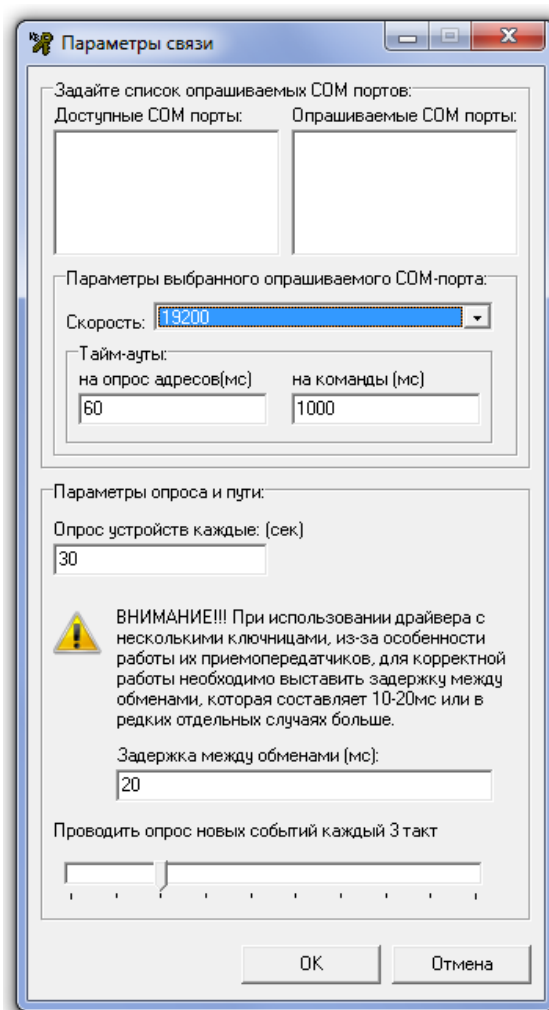 Параметры связи
Задайте список опрашиваемых COM портов:
Доступные COM порты: Опрашиваемые COM порты:
Параметры выбранного опрашиваемого COM-порта:
Скорость: 19200
Тайм-ауты:
на опрос адресов(мс) на команды (мс)
60 1000
Параметры опроса и пути:
Опрос устройств каждые: (сек)
30
ВНИМАНИЕ!!! При использовании драйвера с
несколькими ключницами, из-за особенности
работы их приемопередатчиков, для корректной
работы необходимо выставить задержку между
обменами, которая составляет 10-20мс или в
редких отдельных случаях больше.
Задержка между обменами (мс):
20
Проводить опрос новых событий каждый 3 такт
OK Отмена